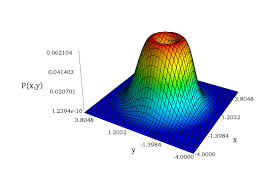 0.062104
0.041403
P(x,y)
0.020701
1.2394e-10
3.8048
3.8048
1.2032
1.2032
-1.3984
-1.3984
x
y
-4.0000
-4.0000